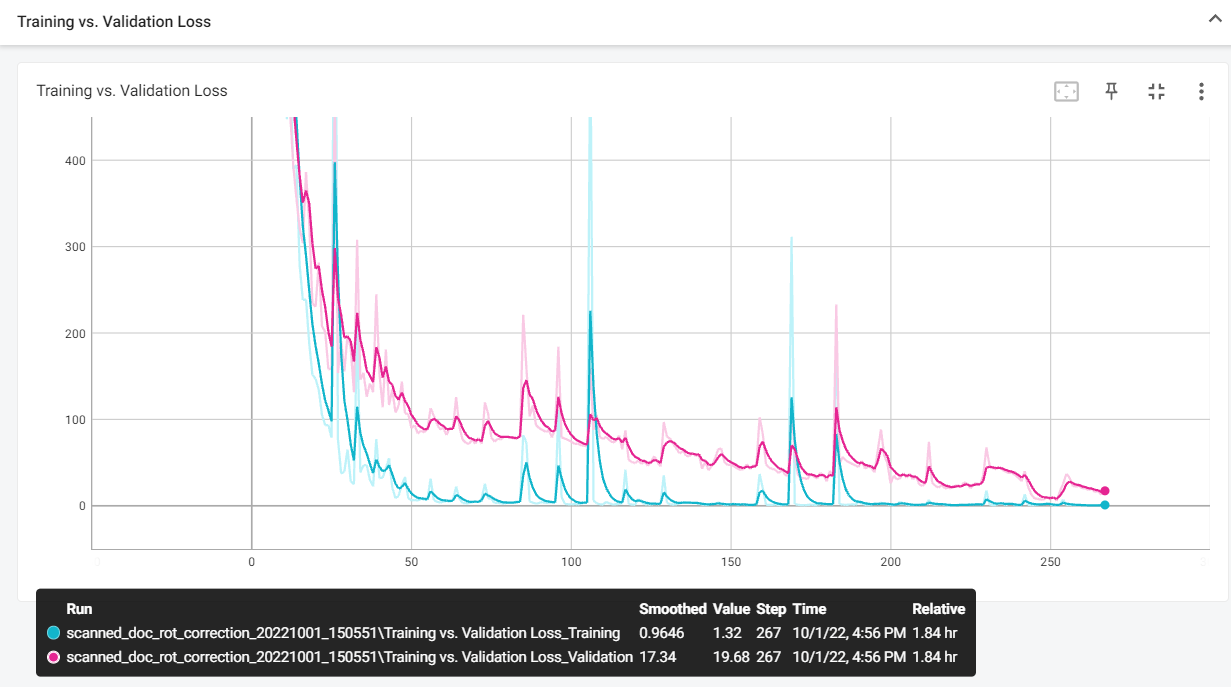 Training vs. Validation Loss
Training vs. Validation Loss
400
300
200
100
0
0 50 100 150 200 250
Run Smoothed Value Step Time Relative
scanned_doc_rot_correction_20221001_150551\Training vs. Validation Loss_Training 0.9646 1.32 267 10/1/22, 4:56 PM 1.84 hr
scanned_doc_rot_correction_20221001_150551\Training vs. Validation Loss_Validation 17.34 19.68 267 10/1/22, 4:56 PM 1.84 hr